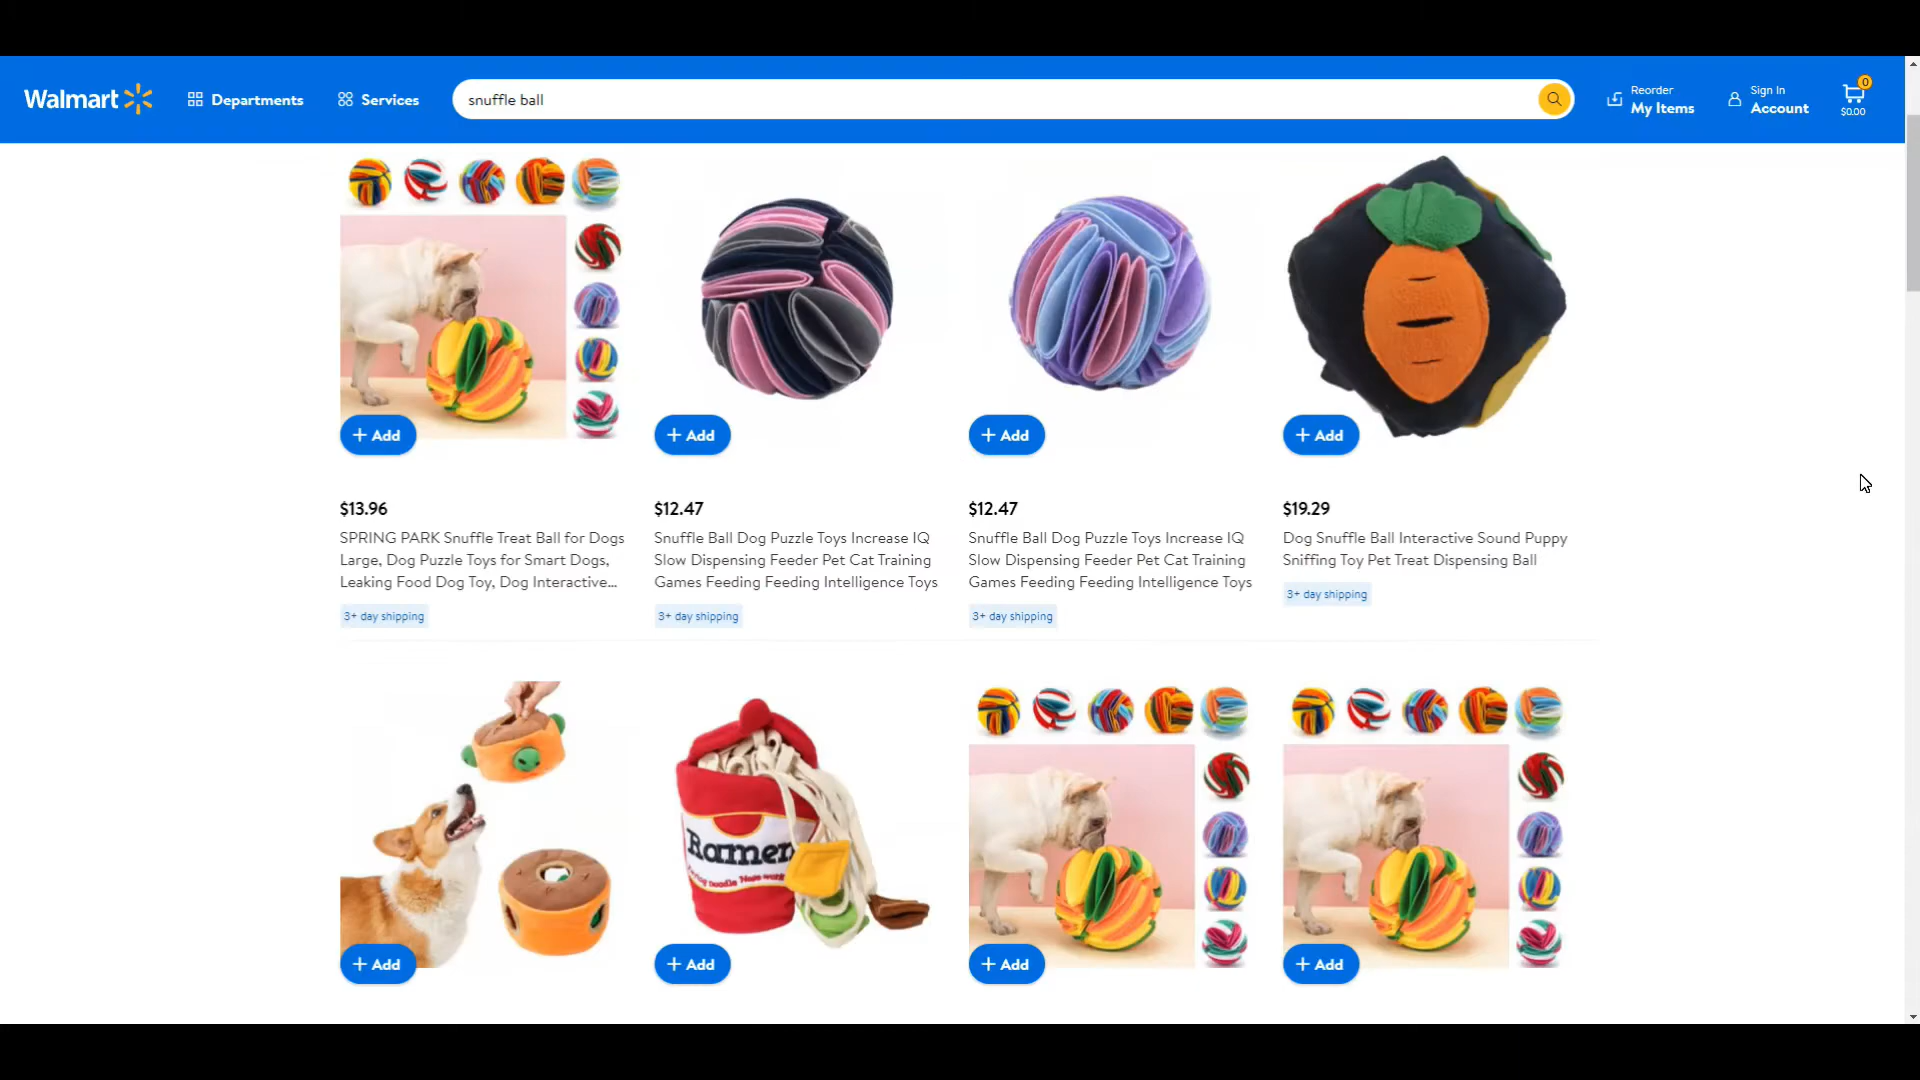 Walmart
Departments
Services
snuffle ball
Reorder
My Items
Sign In
Account
0
$0.00
+ Add
+ Add
+ Add
+ Add
$13.96
SPRING PARK Snuffle Treat Ball for Dogs
Large, Dog Puzzle Toys for Smart Dogs,
Leaking Food Dog Toy, Dog Interactive...
3+ day shipping
$12.47
Snuffle Ball Dog Puzzle Toys Increase IQ
Slow Dispensing Feeder Pet Cat Training
Games Feeding Feeding Intelligence Toys
3+ day shipping
$12.47
Snuffle Ball Dog Puzzle Toys Increase IQ
Slow Dispensing Feeder Pet Cat Training
Games Feeding Feeding Intelligence Toys
3+ day shipping
$19.29
Dog Snuffle Ball Interactive Sound Puppy
Sniffing Toy Pet Treat Dispensing Ball
3+ day shipping
Ramen
Doodle
+ Add
+ Add
+ Add
+ Add